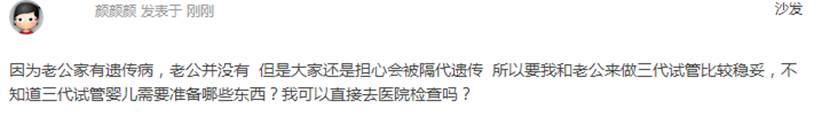 颜颜颜 发表于 刚刚 沙发
因为老公家有遗传病，老公并没有 但是大家还是担心会被隔代遗传 所以要我和老公来做三代试管比较稳妥，不
知道三代试管婴儿需要准备哪些东西？我可以直接去医院检查吗？